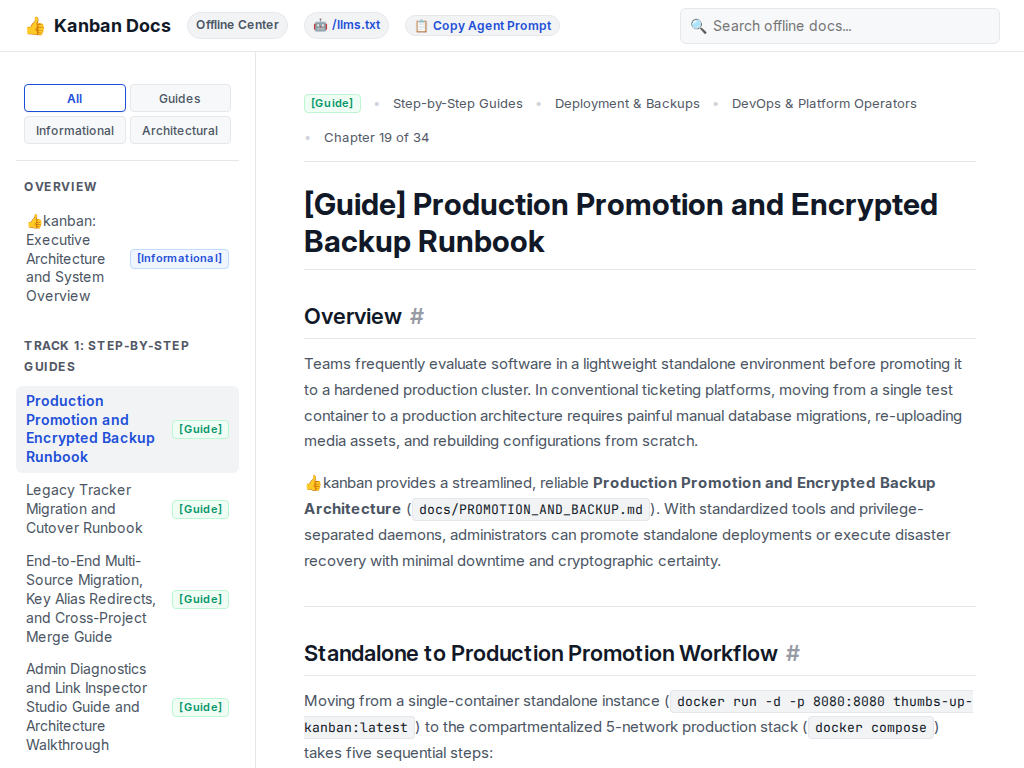 👍 Kanban Docs
Offline Center
🤖 /llms.txt
📋 Copy Agent Prompt
🔍 Search offline docs...
All
Guides
Informational
Architectural
OVERVIEW
👍kanban:
Executive
Architecture
and System
Overview
[Informational]
TRACK 1: STEP-BY-STEP
GUIDES
Production
Promotion and
Encrypted Backup
Runbook
[Guide]
Legacy Tracker
Migration and
Cutover Runbook
[Guide]
End-to-End Multi-
Source Migration,
Key Alias Redirects,
and Cross-Project
Merge Guide
[Guide]
Admin Diagnostics
and Link Inspector
Studio Guide and
Architecture
Walkthrough
[Guide]
[Guide] • Step-by-Step Guides • Deployment & Backups • DevOps & Platform Operators
• Chapter 19 of 34
[Guide] Production Promotion and Encrypted
Backup Runbook
Overview #
Teams frequently evaluate software in a lightweight standalone environment before promoting it
to a hardened production cluster. In conventional ticketing platforms, moving from a single test
container to a production architecture requires painful manual database migrations, re-uploading
media assets, and rebuilding configurations from scratch.
👍kanban provides a streamlined, reliable Production Promotion and Encrypted Backup
Architecture (docs/PROMOTION_AND_BACKUP.md). With standardized tools and privilege-
separated daemons, administrators can promote standalone deployments or execute disaster
recovery with minimal downtime and cryptographic certainty.
Standalone to Production Promotion Workflow #
Moving from a single-container standalone instance (docker run -d -p 8080:8080 thumbs-up-
kanban:latest) to the compartmentalized 5-network production stack (docker compose)
takes five sequential steps: